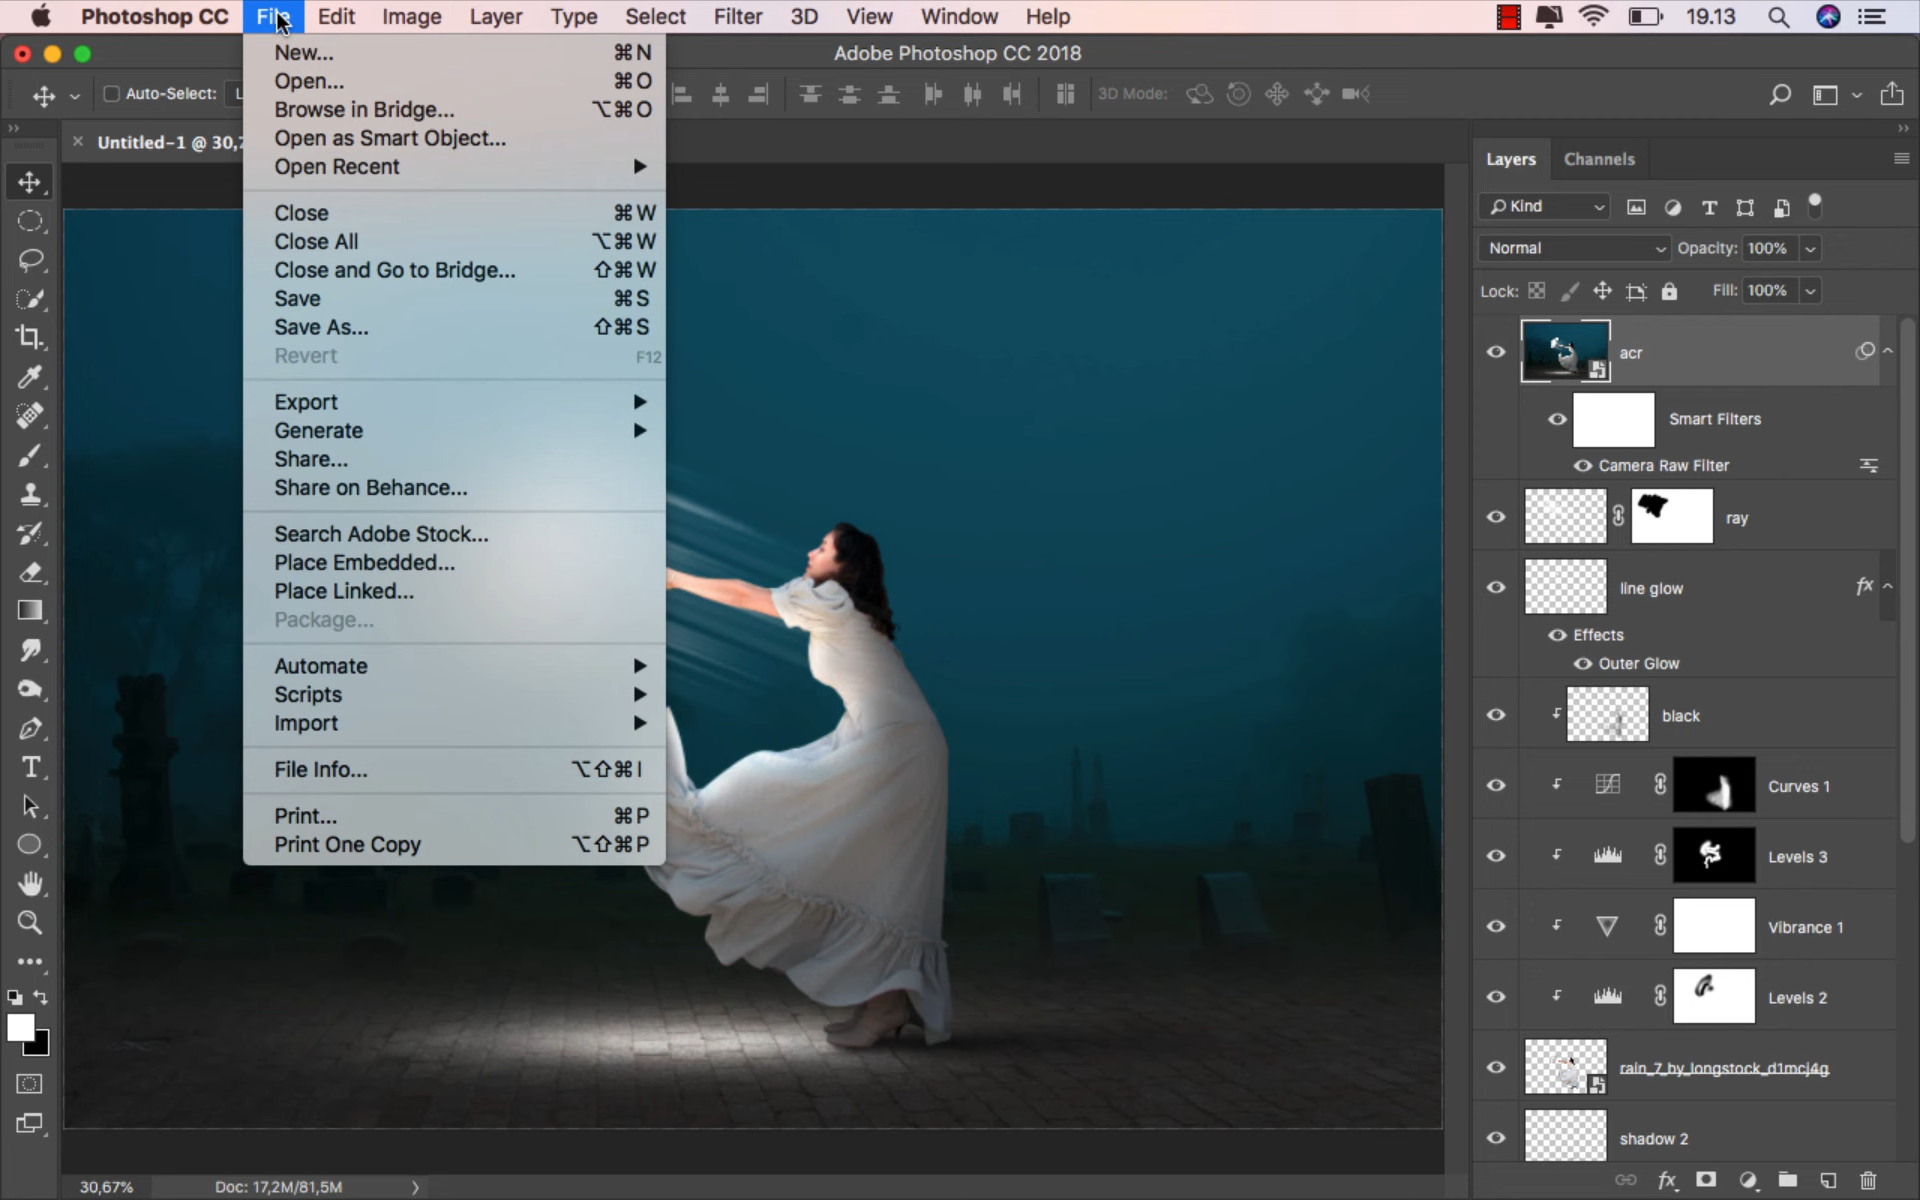 Photoshop CC File Edit Image Layer Type Select Filter 3D View Window Help 19.13
Adobe Photoshop CC 2018
Auto-Select:
3D Mode:
Untitled-1 @ 30,
New... ⌘N
Open... ⌘O
Browse in Bridge... ⌥⌘O
Open as Smart Object...
Open Recent
Close ⌘W
Close All ⌥⌘W
Close and Go to Bridge... ⇧⌘W
Save ⌘S
Save As... ⇧⌘S
Revert F12
Export
Generate
Share...
Share on Behance...
Search Adobe Stock...
Place Embedded...
Place Linked...
Package...
Automate
Scripts
Import
File Info... ⌥⇧⌘I
Print... ⌘P
Print One Copy ⌥⇧⌘P
Layers Channels
Kind
Normal Opacity: 100%
Lock: Fill: 100%
acr
Smart Filters
Camera Raw Filter
ray
line glow fx
Effects
Outer Glow
black
Curves 1
Levels 3
Vibrance 1
Levels 2
rain_7_by_longstock_d1mcj4g
shadow 2
fx
30,67% Doc: 17,2M/81,5M